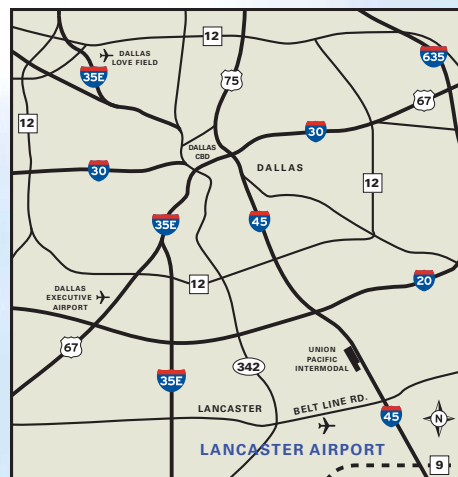 12
DALLAS
LOVE FIELD
35E
75
635
67
12
DALLAS
CBD
30
30
DALLAS
12
35E
45
12
20
DALLAS
EXECUTIVE
AIRPORT
67
UNION
PACIFIC
INTERMODAL
342
35E
LANCASTER
BELT LINE RD.
45
N
LANCASTER AIRPORT
9